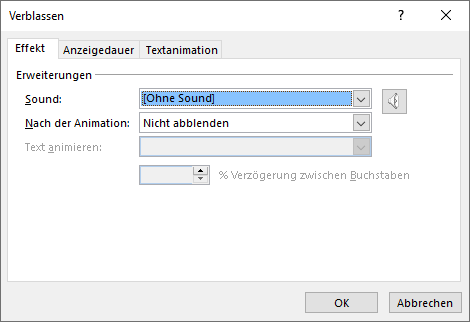 Verblassen
Effekt Anzeigedauer Textanimation
Erweiterungen
Sound: [Ohne Sound]
Nach der Animation: Nicht abblenden
Text animieren:
% Verzögerung zwischen Buchstaben
OK Abbrechen